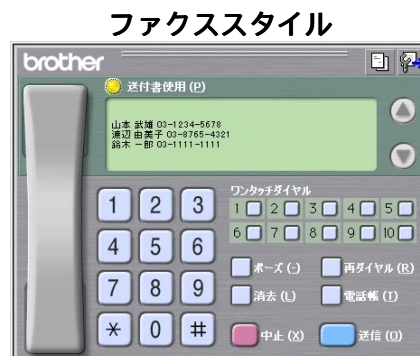 ファクススタイル
brother
送付書使用 (P)
山本 武雄 03-1234-5678
渡辺 由美子 03-8765-4321
鈴木 一郎 03-1111-1111
ワンタッチダイヤル
1 2 3 4 5
6 7 8 9 10
1 2 3
4 5 6
7 8 9
* 0 #
ポーズ (-) 再ダイヤル (R)
消去 (L) 電話帳 (T)
中止 (X) 送信 (O)